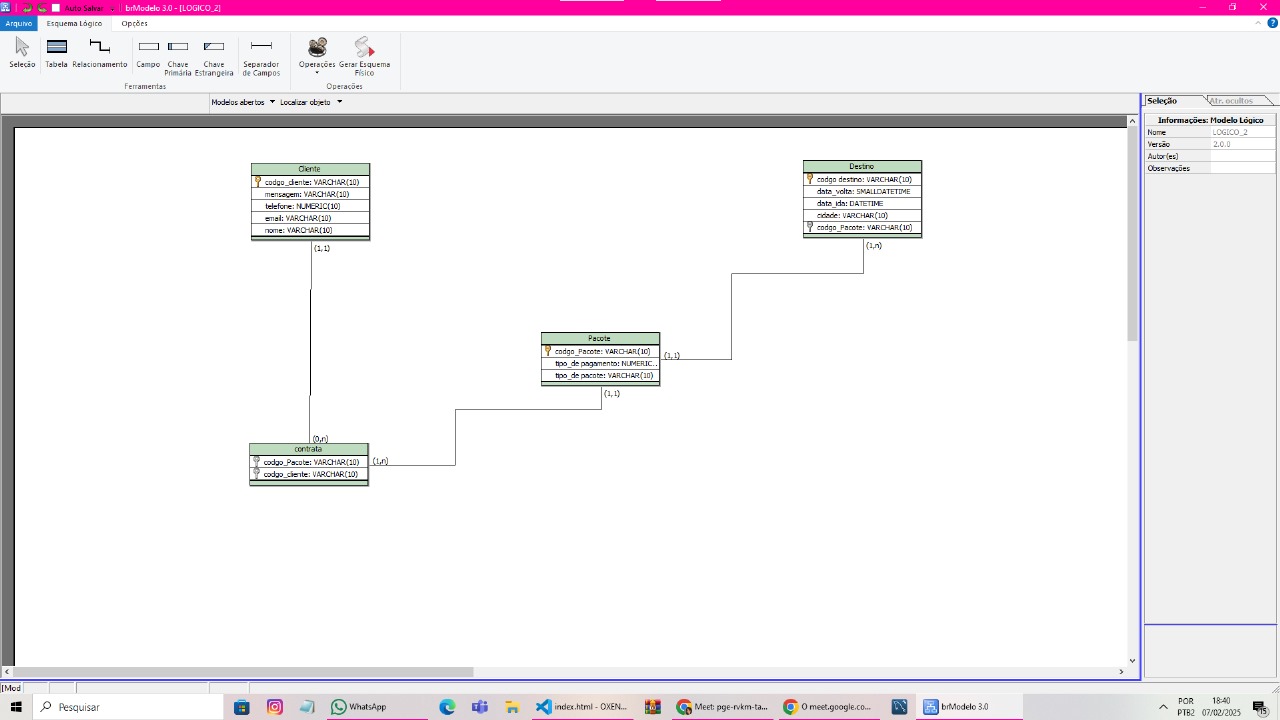 Auto Salvar
brModelo 3.0 - [LOGICO_2]
Arquivo
Esquema Lógico
Opções
Seleção
Tabela
Relacionamento
Campo
Chave
Primária
Chave
Estrangeira
Separador
de Campos
Operações
Gerar Esquema
Físico
Ferramentas
Operações
Modelos abertos
Localizar objeto
Seleção
Atr. ocultos
Informações: Modelo Lógico
Nome LOGICO_2
Versão 2.0.0
Autor(es)
Observações
Cliente
codgo_cliente: VARCHAR(10)
mensagem: VARCHAR(10)
telefone: NUMERIC(10)
email: VARCHAR(10)
nome: VARCHAR(10)
(1,1)
Destino
codgo destino: VARCHAR(10)
data_volta: SMALLDATETIME
data_ida: DATETIME
cidade: VARCHAR(10)
codgo_Pacote: VARCHAR(10)
(1,n)
Pacote
codgo_Pacote: VARCHAR(10)
tipo_de pagamento: NUMERIC...
tipo_de pacote: VARCHAR(10)
(1,1)
(1,1)
(0,n)
contrata
codgo_Pacote: VARCHAR(10)
codgo_cliente: VARCHAR(10)
(1,n)
[Mod
Pesquisar
WhatsApp
index.html - OXEN...
Meet: pge-rvkm-ta...
O meet.google.co...
brModelo 3.0
POR
PTB2
18:40
07/02/2025
15